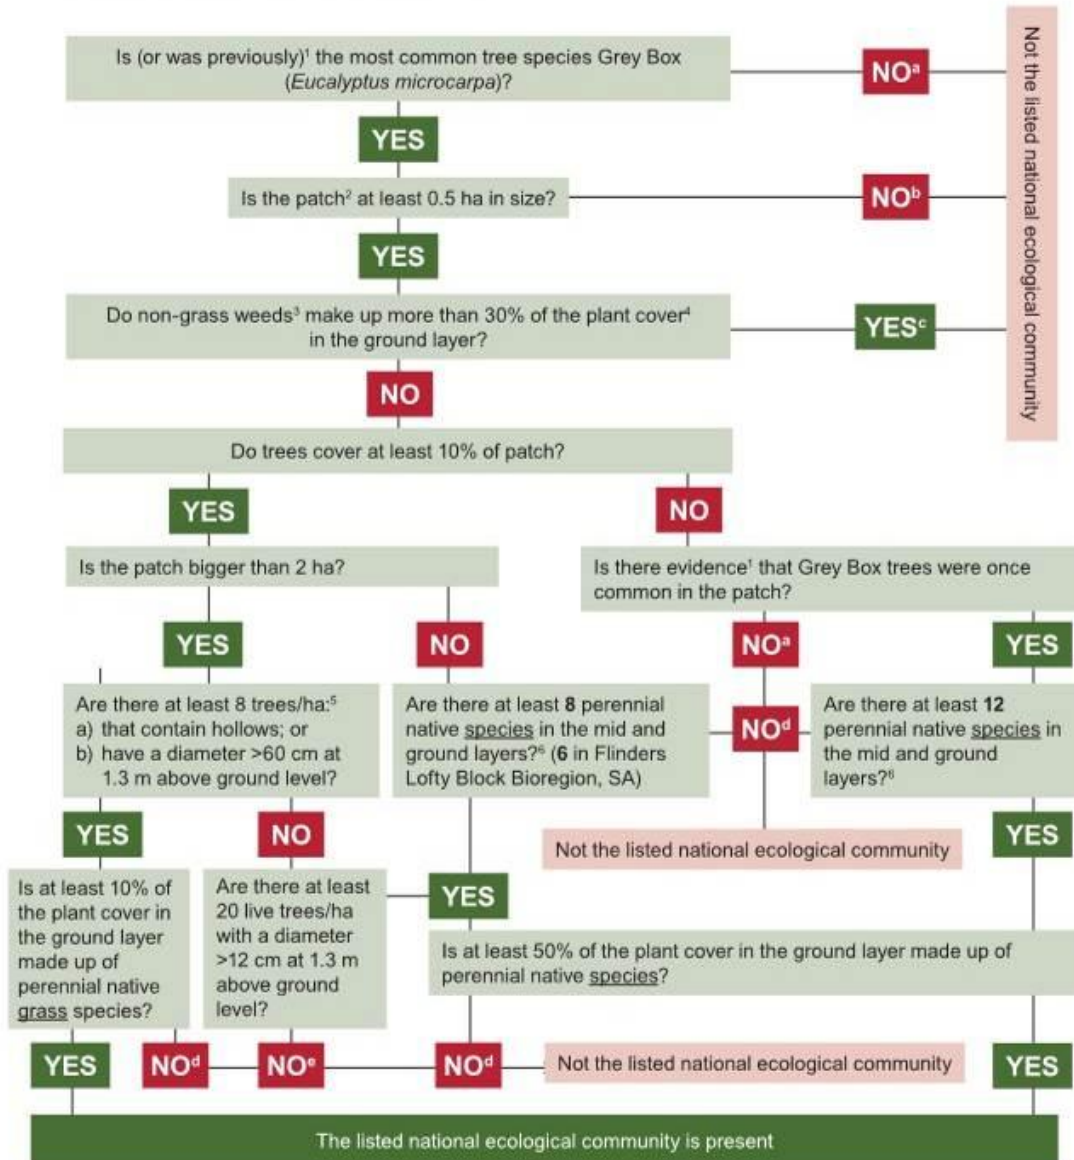 Is (or was previously)¹ the most common tree species Grey Box
(Eucalyptus microcarpa)?
NOᵃ
Not the listed national ecological community
YES
Is the patch² at least 0.5 ha in size?
NOᵇ
YES
Do non-grass weeds³ make up more than 30% of the plant cover⁴
in the ground layer?
YESᶜ
NO
Do trees cover at least 10% of patch?
YES
NO
Is the patch bigger than 2 ha?
Is there evidence¹ that Grey Box trees were once
common in the patch?
YES
NO
NOᵃ
YES
Are there at least 8 trees/ha:⁵
a) that contain hollows; or
b) have a diameter >60 cm at
1.3 m above ground level?
Are there at least 8 perennial
native species in the mid and
ground layers?⁶ (6 in Flinders
Lofty Block Bioregion, SA)
NOᵈ
Are there at least 12
perennial native species in
the mid and ground
layers?⁶
YES
NO
Not the listed national ecological community
YES
Is at least 10% of
the plant cover in
the ground layer
made up of
perennial native
grass species?
Are there at least
20 live trees/ha
with a diameter
>12 cm at 1.3 m
above ground
level?
YES
Is at least 50% of the plant cover in the ground layer made up of
perennial native species?
YES
NOᵈ
NOᵉ
NOᵈ
Not the listed national ecological community
YES
The listed national ecological community is present